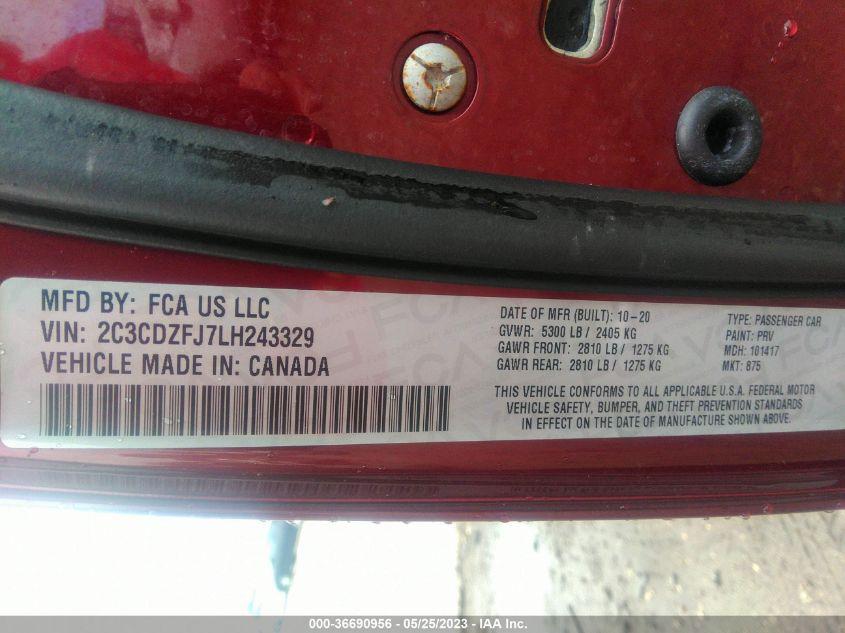 MFD BY: FCA US LLC
VIN: 2C3CDZFJ7LH243329
VEHICLE MADE IN: CANADA
DATE OF MFR (BUILT): 10-20
GVWR: 5300 LB / 2405 KG
GAWR FRONT: 2810 LB / 1275 KG
GAWR REAR: 2810 LB / 1275 KG
TYPE: PASSENGER CAR
PAINT: PRV
MDH: 101417
MKT: 875
THIS VEHICLE CONFORMS TO ALL APPLICABLE U.S.A. FEDERAL MOTOR
VEHICLE SAFETY, BUMPER, AND THEFT PREVENTION STANDARDS
IN EFFECT ON THE DATE OF MANUFACTURE SHOWN ABOVE.
000-36690956 - 05/25/2023 - IAA Inc.